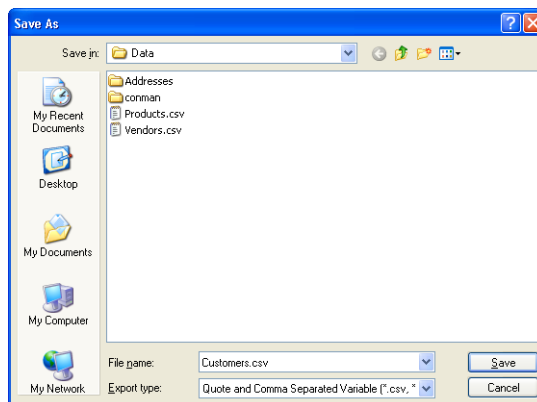 Save As
Save in: Data
Addresses
conman
Products.csv
Vendors.csv
My Recent
Documents
Desktop
My Documents
My Computer
My Network
File name: Customers.csv Save
Export type: Quote and Comma Separated Variable (*.csv, * Cancel